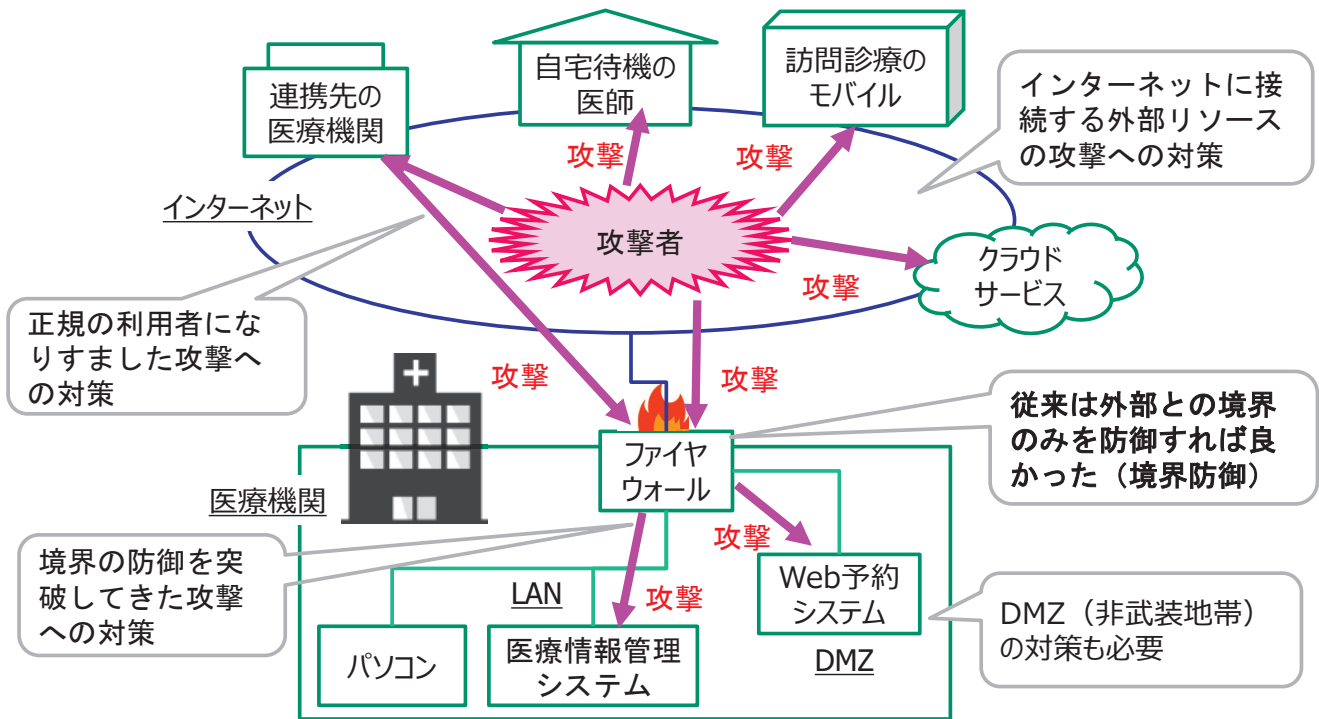 連携先の
医療機関
自宅待機の
医師
訪問診療の
モバイル
インターネットに接
続する外部リソース
の攻撃への対策
攻撃
攻撃
インターネット
攻撃者
クラウド
サービス
攻撃
正規の利用者にな
りすました攻撃へ
の対策
攻撃
攻撃
従来は外部との境界
のみを防御すれば良
かった（境界防御）
ファイヤ
ウォール
医療機関
攻撃
境界の防御を突
破してきた攻撃
への対策
LAN
攻撃
Web予約
システム
DMZ
DMZ（非武装地帯）
の対策も必要
パソコン
医療情報管理
システム